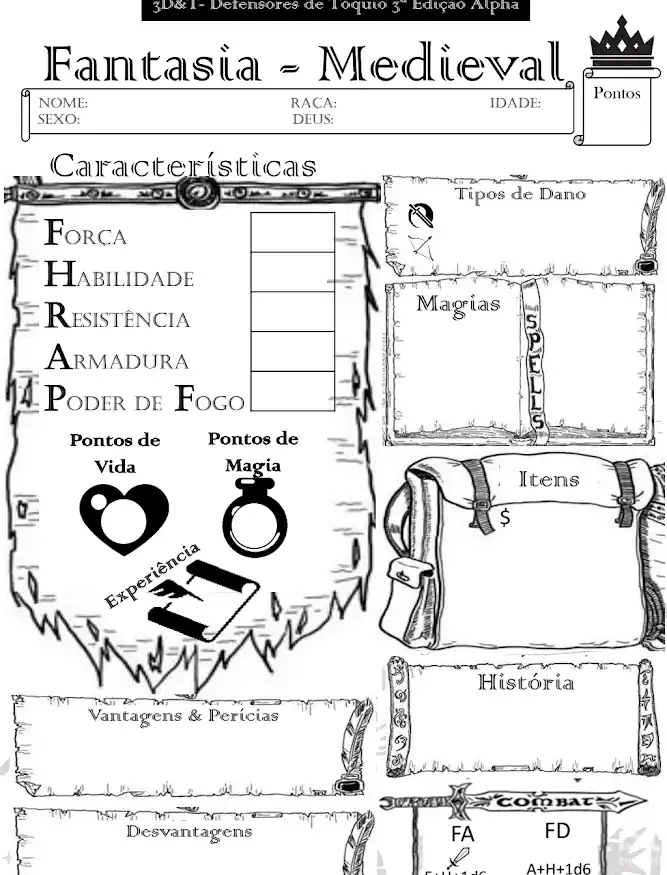 3D&T- Defensores de Tóquio 3ª Edição Alpha
Fantasia - Medieval
NOME: RAÇA: IDADE:
SEXO: DEUS:
Pontos
Características
FORÇA
HABILIDADE
RESISTÊNCIA
ARMADURA
PODER DE FOGO
Pontos de Vida
Pontos de Magia
Experiência
Vantagens & Perícias
Desvantagens
Tipos de Dano
Magias
SPELLS
Itens
$
História
COMBATE
FA FD
F+H+1d6 A+H+1d6